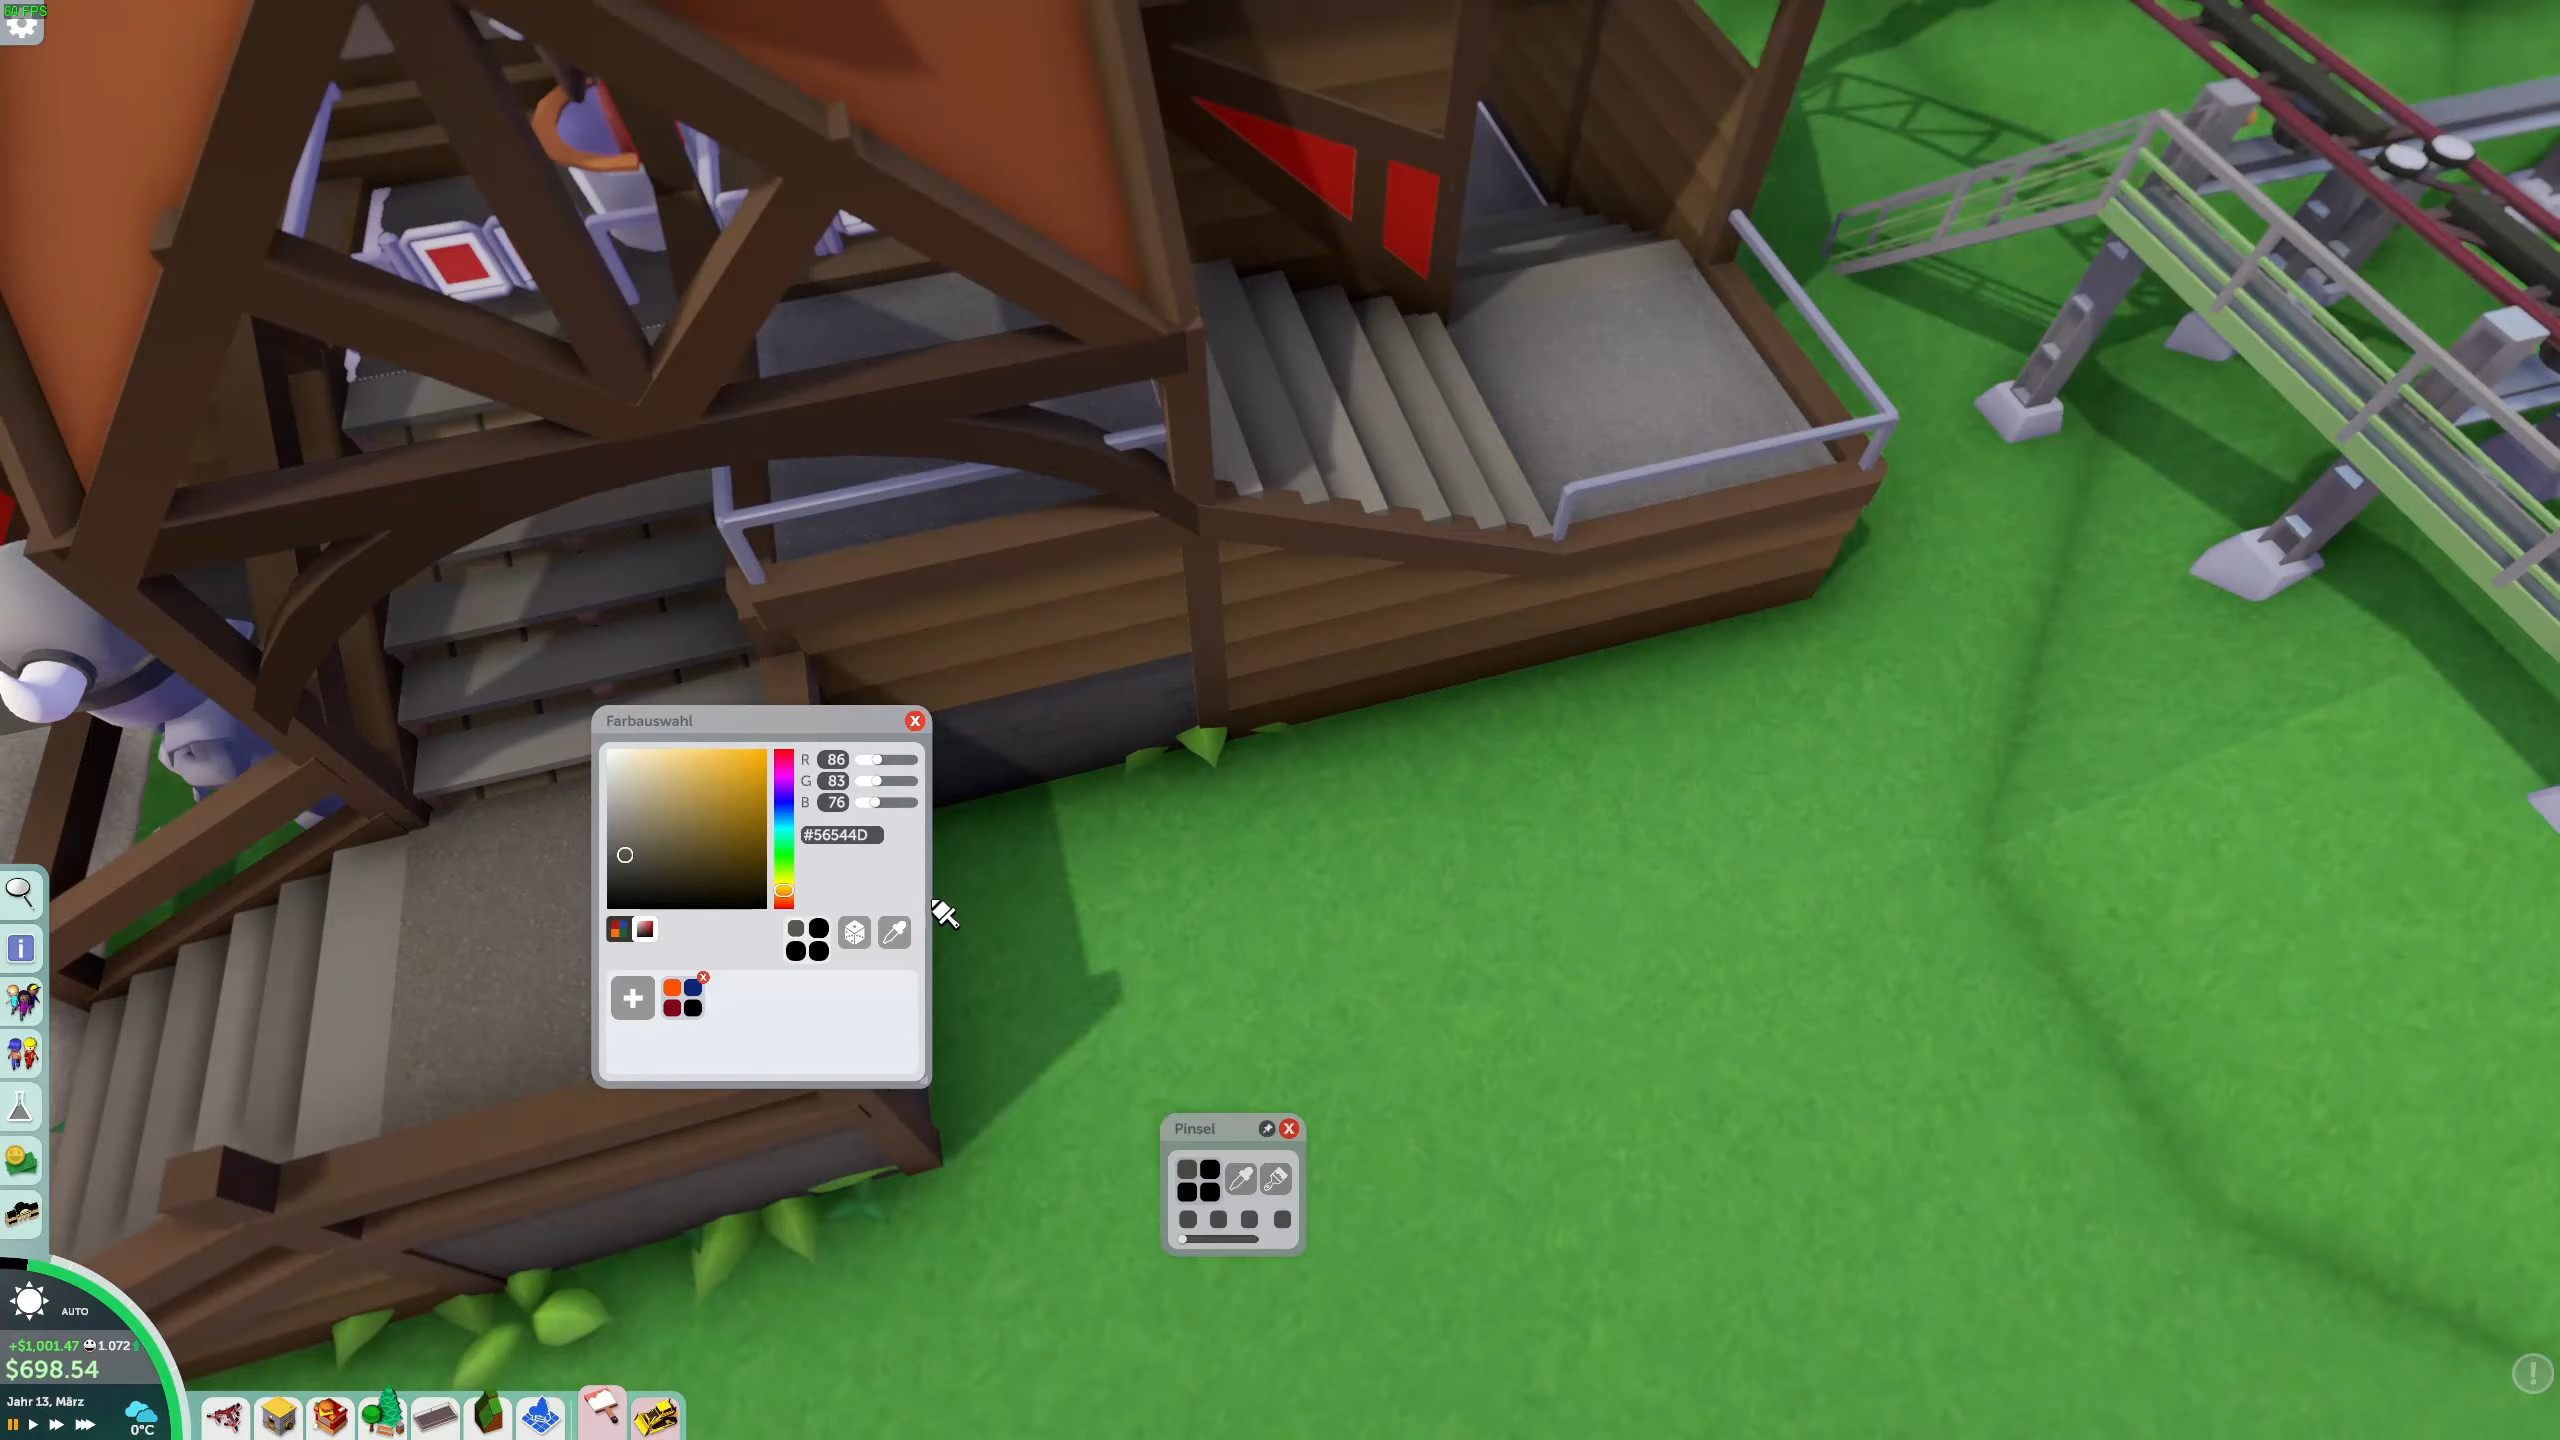 60 FPS
Farbauswahl
R 86
G 83
B 76
#56544D
Pinsel
AUTO
+$1,001.47 1.072
$698.54
Jahr 13, März
0°C